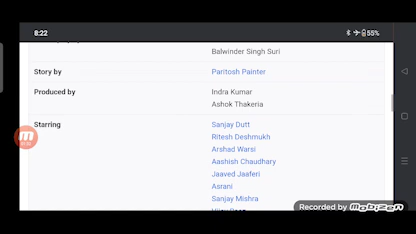 8:22
55%
Balwinder Singh Suri
Story by Paritosh Painter
Produced by Indra Kumar
Ashok Thakeria
Starring Sanjay Dutt
Ritesh Deshmukh
Arshad Warsi
Aashish Chaudhary
Jaaved Jaaferi
Asrani
Sanjay Mishra
Recorded by Mobizen